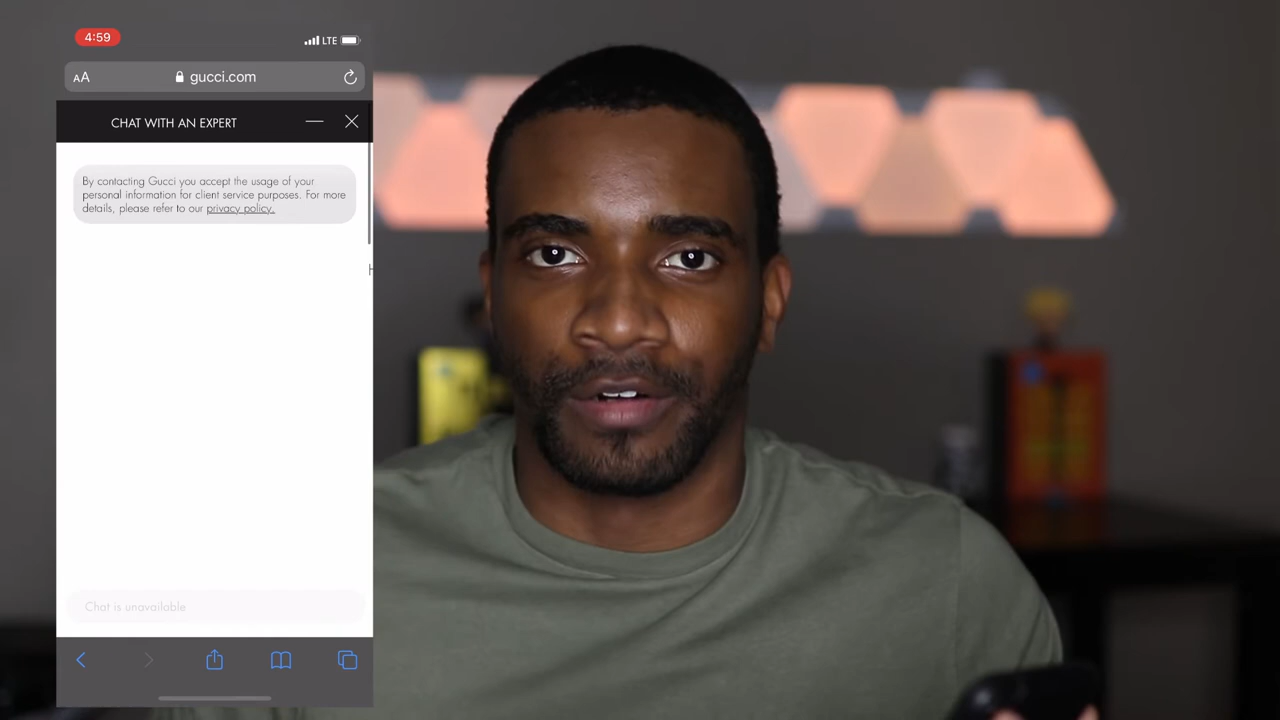 4:59
LTE
AA
gucci.com
CHAT WITH AN EXPERT
By contacting Gucci you accept the usage of your
personal information for client service purposes. For more
details, please refer to our privacy policy.
Chat is unavailable